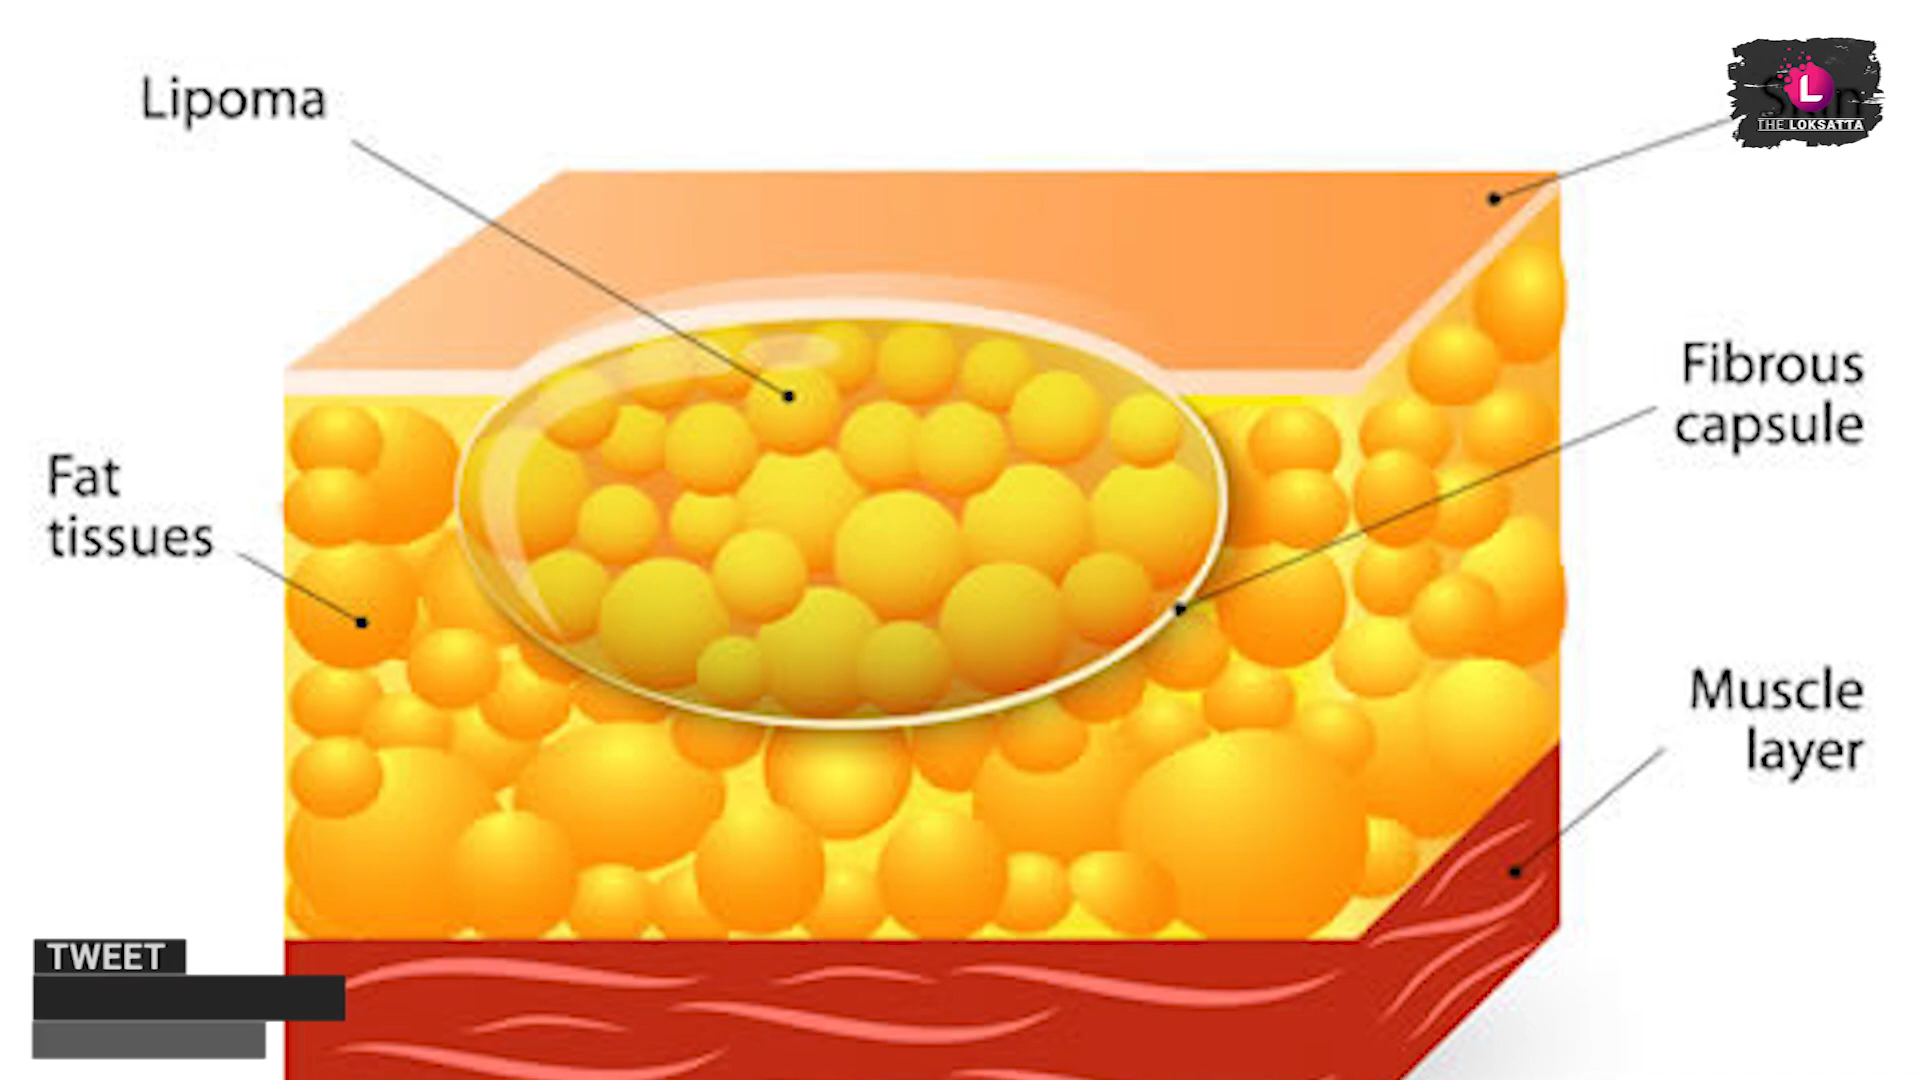 Lipoma
L
THE LOKSATTA
Fibrous
capsule
Fat
tissues
Muscle
layer
TWEET